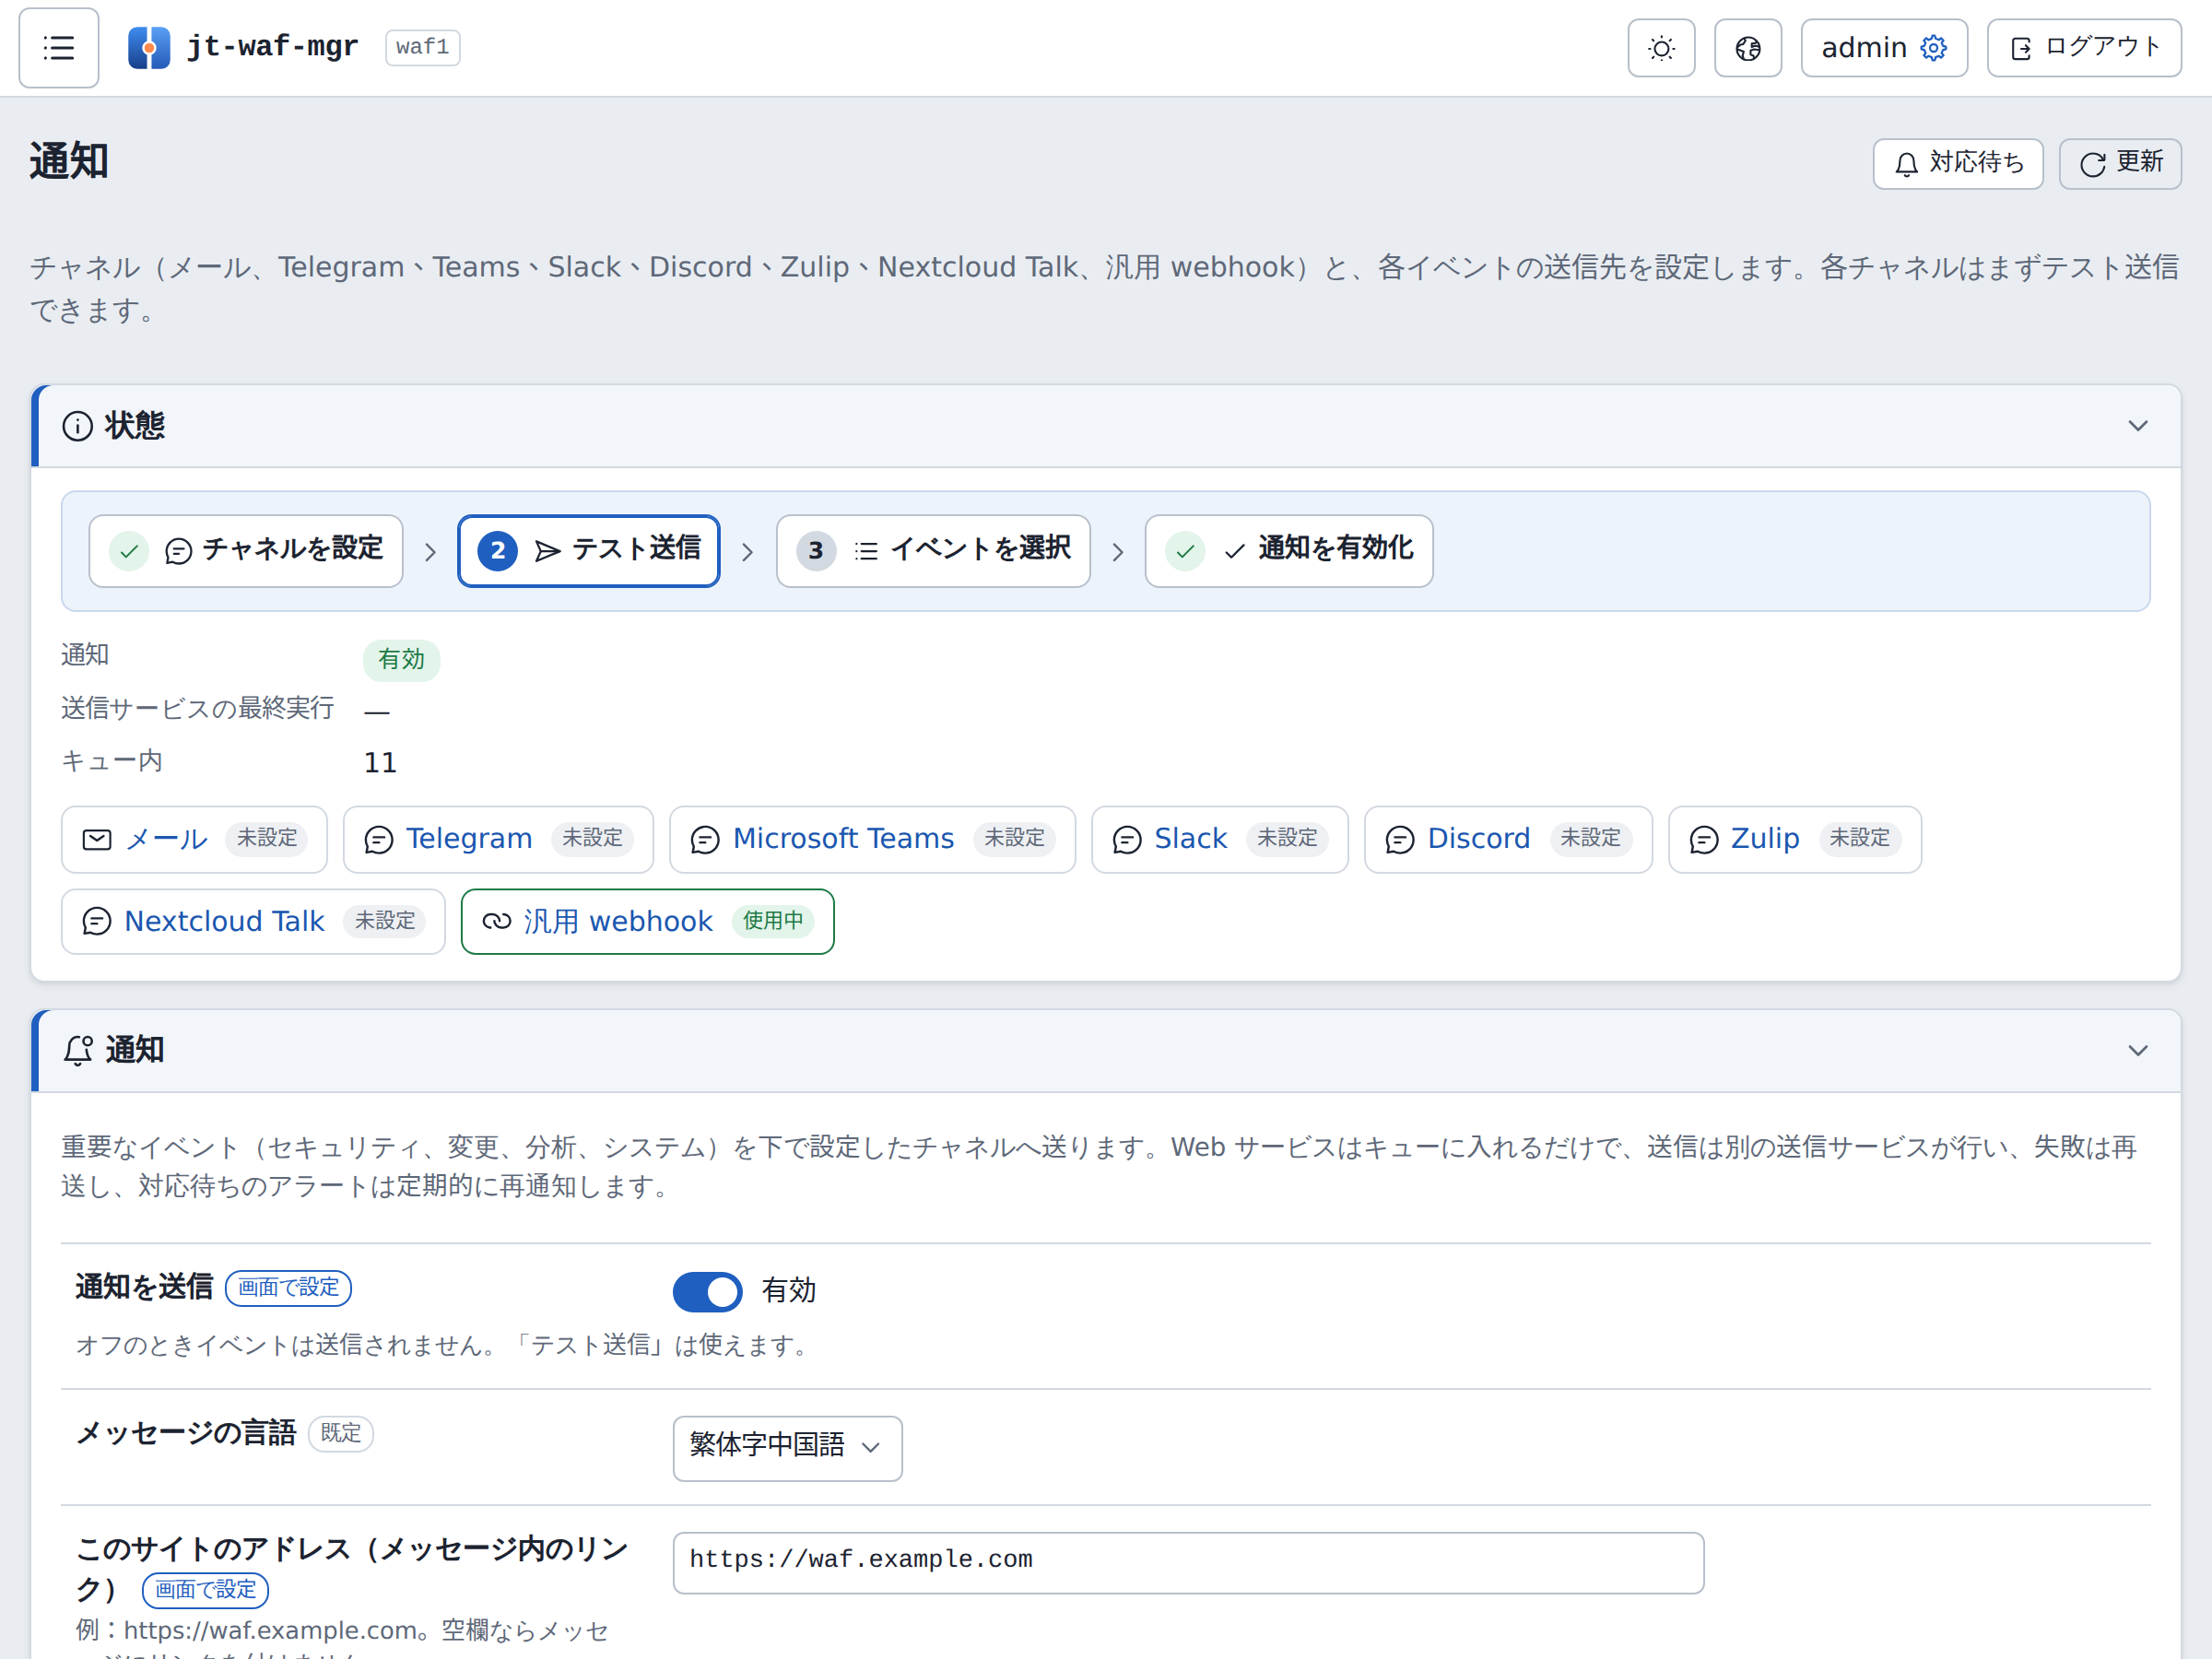 jt-waf-mgr waf1 admin ログアウト
通知 対応待ち 更新
チャネル（メール、Telegram、Teams、Slack、Discord、Zulip、Nextcloud Talk、汎用 webhook）と、各イベントの送信先を設定します。各チャネルはまずテスト送信
できます。
状態
チャネルを設定 2 テスト送信 3 イベントを選択 通知を有効化
通知 有効
送信サービスの最終実行 —
キュー内 11
メール 未設定 Telegram 未設定 Microsoft Teams 未設定 Slack 未設定 Discord 未設定 Zulip 未設定
Nextcloud Talk 未設定 汎用 webhook 使用中
通知
重要なイベント（セキュリティ、変更、分析、システム）を下で設定したチャネルへ送ります。Web サービスはキューに入れるだけで、送信は別の送信サービスが行い、失敗は再
送し、対応待ちのアラートは定期的に再通知します。
通知を送信 画面で設定 有効
オフのときイベントは送信されません。「テスト送信」は使えます。
メッセージの言語 既定 繁体字中国語
このサイトのアドレス（メッセージ内のリン
ク） 画面で設定 https://waf.example.com
例：https://waf.example.com。空欄ならメッセ